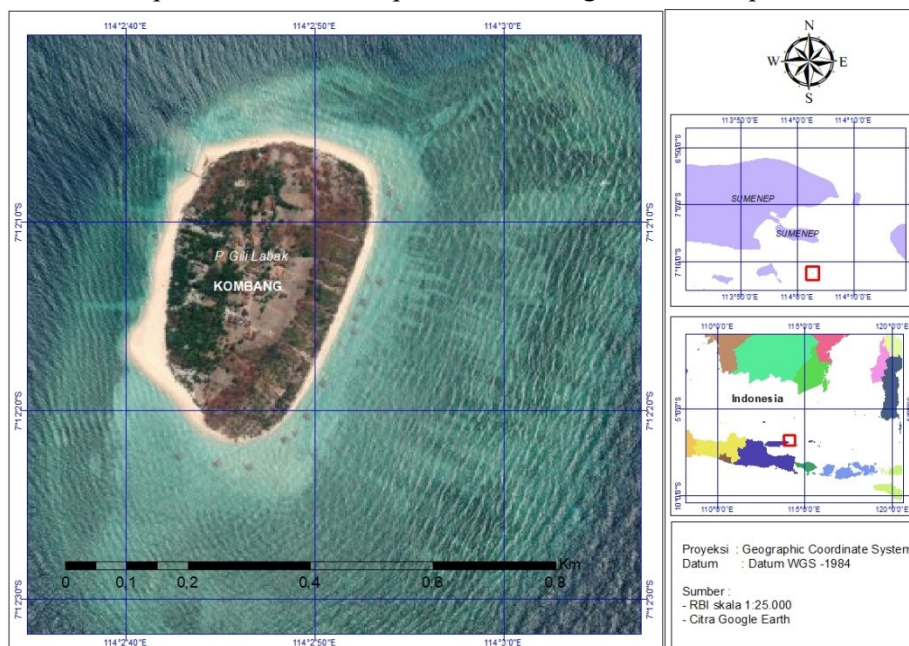 114°2'40"E 114°2'50"E 114°3'0"E
7°12'10"S
7°12'20"S
7°12'30"S
P. Gili Labak
KOMBANG
7°12'10"S
7°12'20"S
7°12'30"S
0 0,1 0,2 0,4 0,6 0,8
Km
114°2'40"E 114°2'50"E 114°3'0"E
N
W E
S
113°50'0"E 114°0'0"E 114°10'0"E
6°50'0"S
7°0'0"S
7°10'0"S
SUMENEP
SUMENEP
113°50'0"E 114°0'0"E 114°10'0"E
110°0'0"E 115°0'0"E 120°0'0"E
5°0'0"S
10°0'0"S
Indonesia
110°0'0"E 115°0'0"E 120°0'0"E
Proyeksi : Geographic Coordinate System
Datum : Datum WGS -1984
Sumber :
- RBI skala 1:25.000
- Citra Google Earth